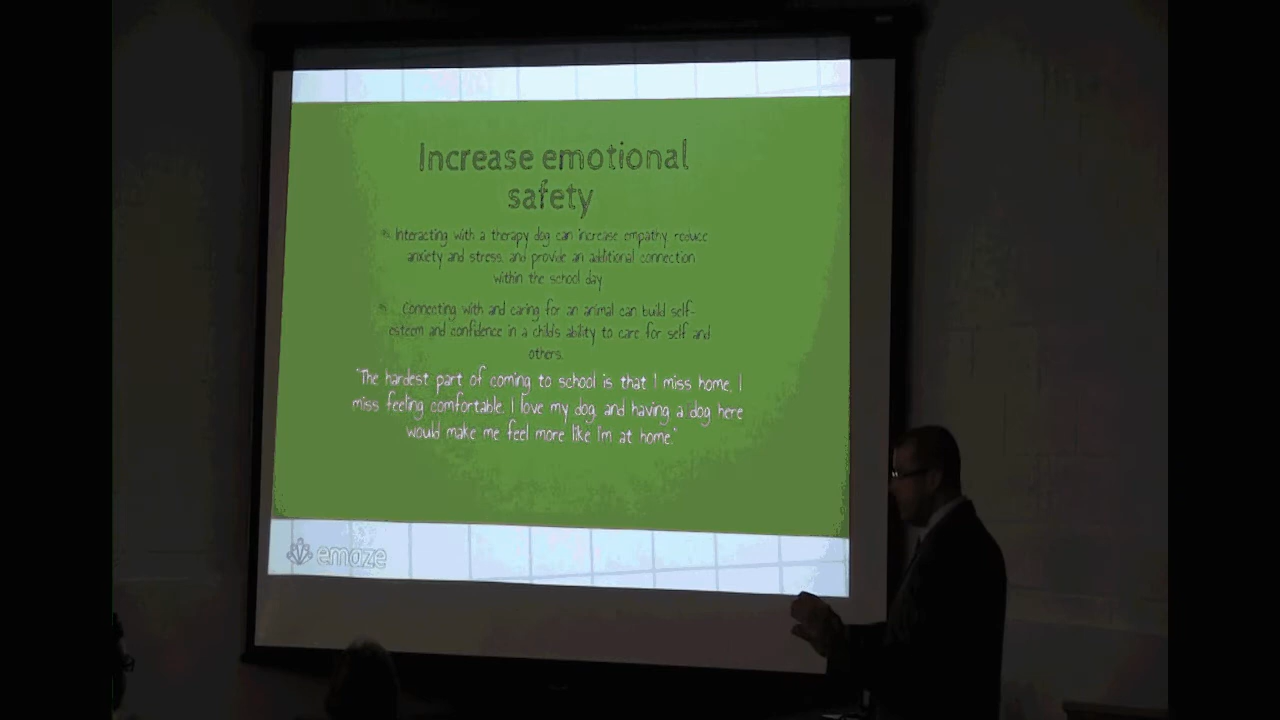 Increase emotional
safety
Interacting with a therapy dog can increase empathy, reduce
anxiety and stress, and provide an additional connection
within the school day
Connecting with and caring for an animal can build self-
esteem and confidence in a child's ability to care for self and
others.
"The hardest part of coming to school is that I miss home, I
miss feeling comfortable. I love my dog, and having a dog here
would make me feel more like I'm at home."
emaze